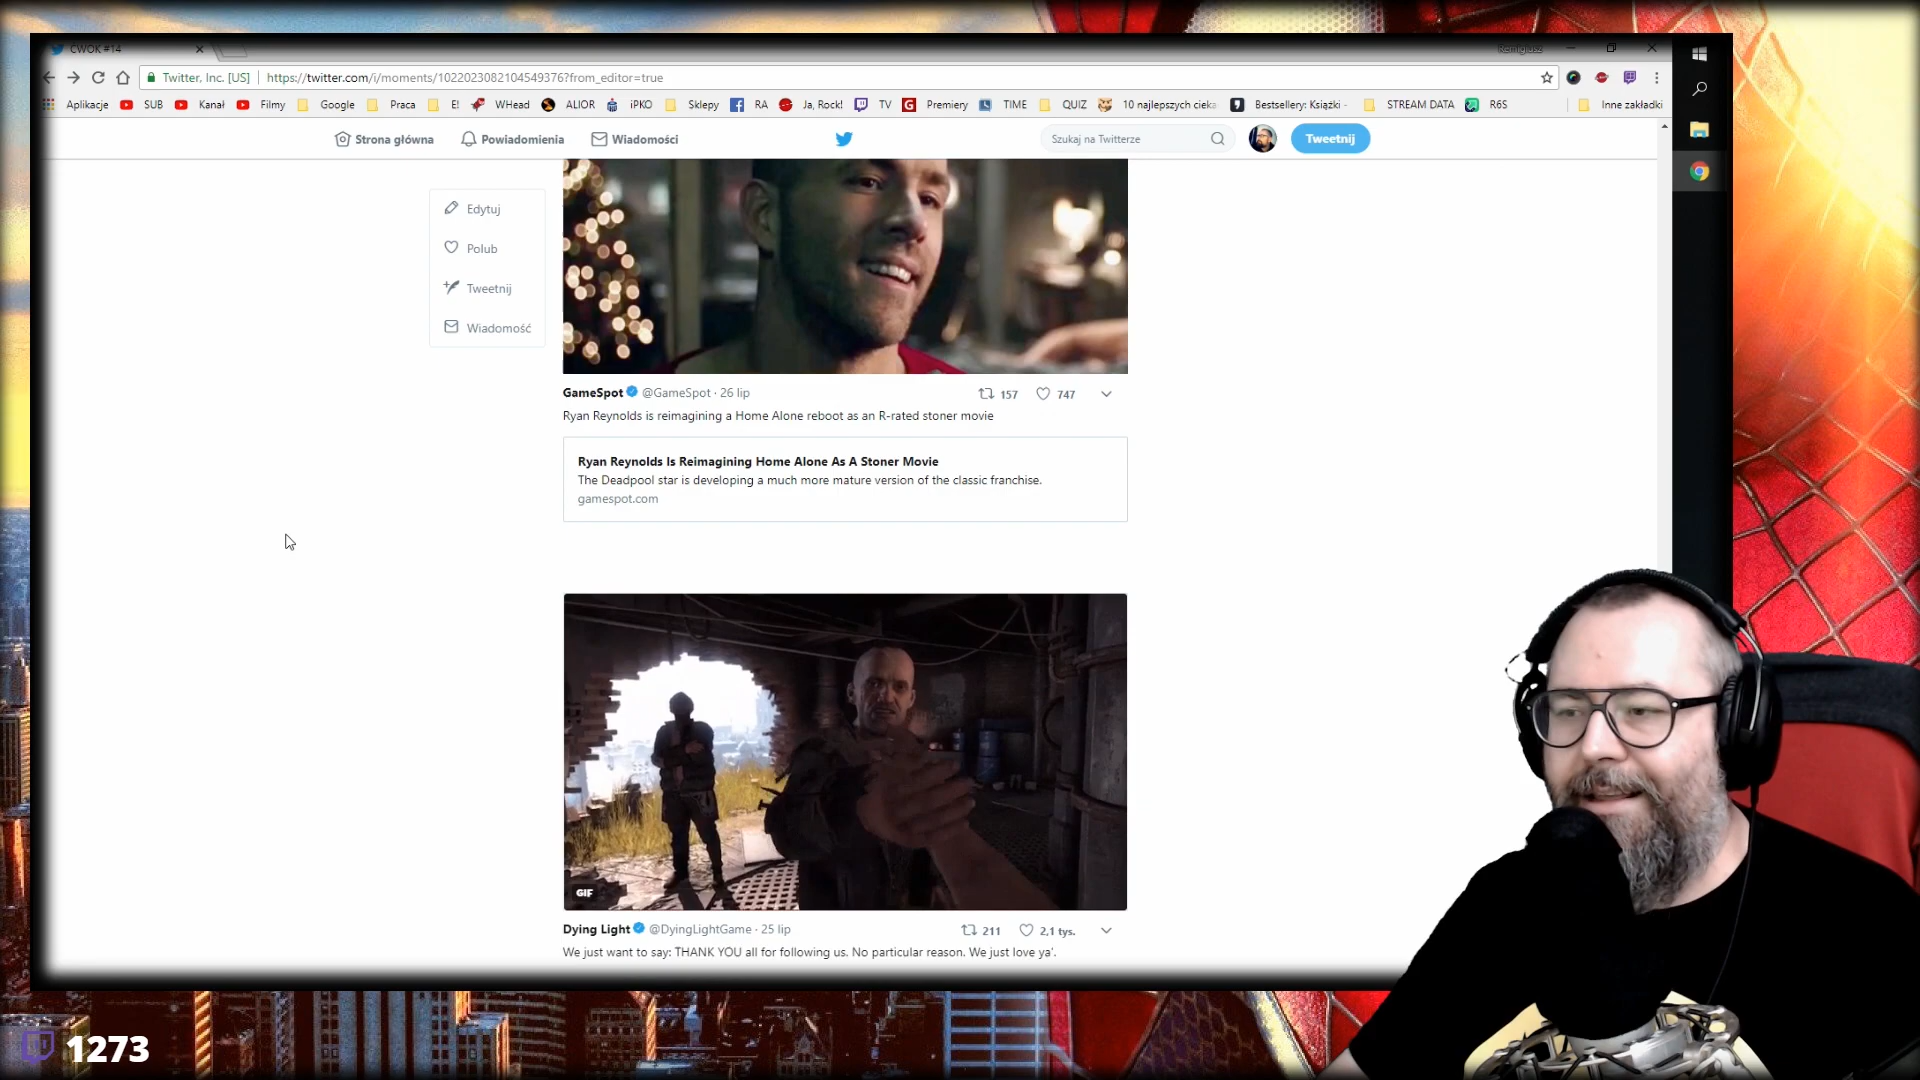 CWOK #14
Remigiusz
Twitter, Inc. [US]
https://twitter.com/i/moments/1022023082104549376?from_editor=true
Aplikacje SUB Kanał Filmy Google Praca E! WHead ALIOR iPKO Sklepy RA Ja, Rock! TV Premiery TIME QUIZ 10 najlepszych cieka Bestsellery: Książki - STREAM DATA R6S Inne zakładki
Strona główna Powiadomienia Wiadomości Szukaj na Twitterze Tweetnij
Edytuj
Polub
Tweetnij
Wiadomość
GameSpot @GameSpot · 26 lip 157 747
Ryan Reynolds is reimagining a Home Alone reboot as an R-rated stoner movie
Ryan Reynolds Is Reimagining Home Alone As A Stoner Movie
The Deadpool star is developing a much more mature version of the classic franchise.
gamespot.com
GIF
Dying Light @DyingLightGame · 25 lip 211 2,1 tys.
We just want to say: THANK YOU all for following us. No particular reason. We just love ya'.
1273